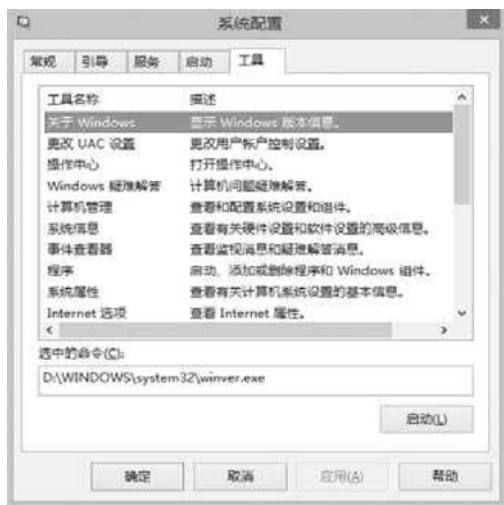 系统配置
常规 引导 服务 启动 工具
工具名称 描述
关于 Windows 显示 Windows 版本信息。
更改 UAC 设置 更改用户帐户控制设置。
操作中心 打开操作中心。
Windows 疑难解答 计算机问题疑难解答。
计算机管理 查看和配置系统设置和组件。
系统信息 查看有关硬件设置和软件设置的高级信息。
事件查看器 查看监视消息和疑难解答消息。
程序 启动、添加或删除程序和 Windows 组件。
系统属性 查看有关计算机系统设置的基本信息。
Internet 选项 查看 Internet 属性。
选中的命令(C):
D:\WINDOWS\system32\winver.exe
启动(L)
确定 取消 应用(A) 帮助